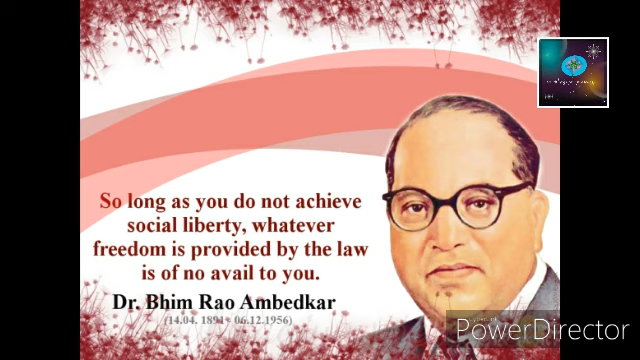 So long as you do not achieve
social liberty, whatever
freedom is provided by the law
is of no avail to you.
Dr. Bhim Rao Ambedkar
(14.04. 1891 - 06.12.1956)
PowerDirector